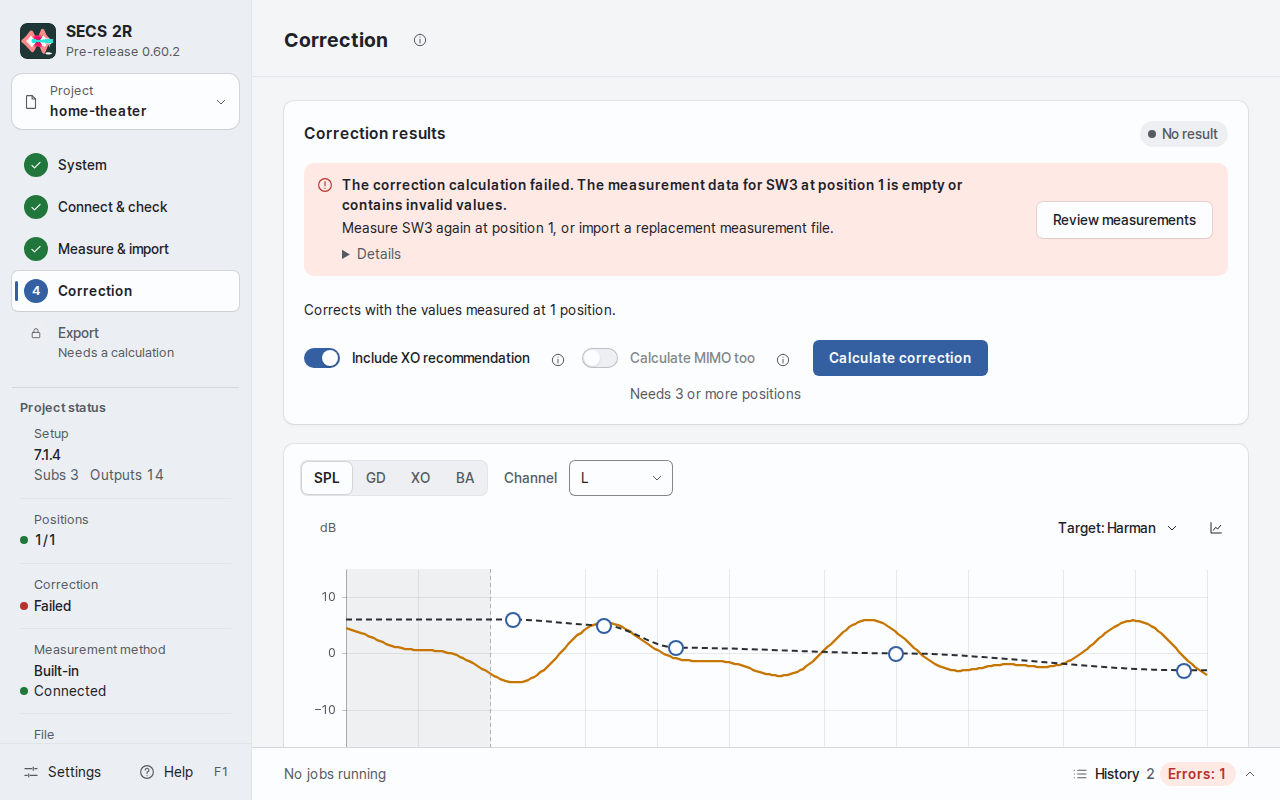 SECS 2R
Pre-release 0.60.2
Project
home-theater
System
Connect & check
Measure & import
4 Correction
Export
Needs a calculation
Project status
Setup
7.1.4
Subs 3 Outputs 14
Positions
1/1
Correction
Failed
Measurement method
Built-in
Connected
File
Settings Help F1
Correction
Correction results
No result
The correction calculation failed. The measurement data for SW3 at position 1 is empty or
contains invalid values.
Measure SW3 again at position 1, or import a replacement measurement file.
Details
Review measurements
Corrects with the values measured at 1 position.
Include XO recommendation Calculate MIMO too Calculate correction
Needs 3 or more positions
SPL GD XO BA Channel L
dB Target: Harman
10
0
−10
No jobs running History 2 Errors: 1